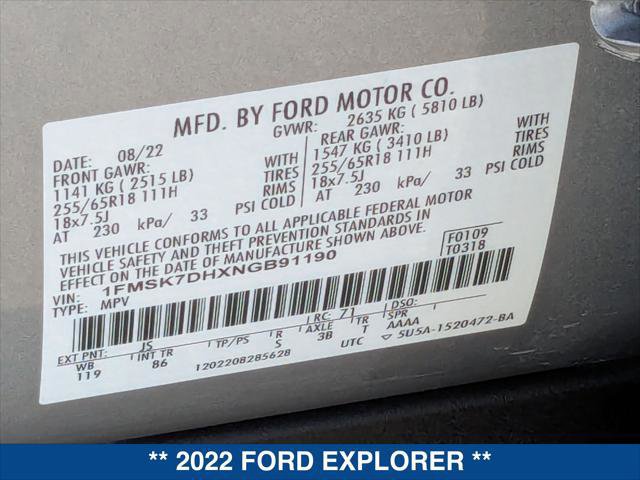 MFD. BY FORD MOTOR CO.
DATE: 08/22 GVWR: 2635 KG ( 5810 LB)
FRONT GAWR: REAR GAWR:
1141 KG ( 2515 LB) WITH 1547 KG ( 3410 LB) WITH
255/65R18 111H TIRES 255/65R18 111H TIRES
18x7.5J RIMS 18x7.5J RIMS
AT 230 kPa/ 33 PSI COLD AT 230 kPa/ 33 PSI COLD
THIS VEHICLE CONFORMS TO ALL APPLICABLE FEDERAL MOTOR
VEHICLE SAFETY AND THEFT PREVENTION STANDARDS IN EFFECT
ON THE DATE OF MANUFACTURE SHOWN ABOVE.
VIN: 1FMSK7DHXNGB91190 F0109
TYPE: MPV T0318
EXT PNT: JS RC: 71 DSO:
WB INT TR TP/PS R AXLE TR SPR
119 86 S 3B T AAAA
1202208285628 UTC ▽ 5U5A-1520472-BA
** 2022 FORD EXPLORER **